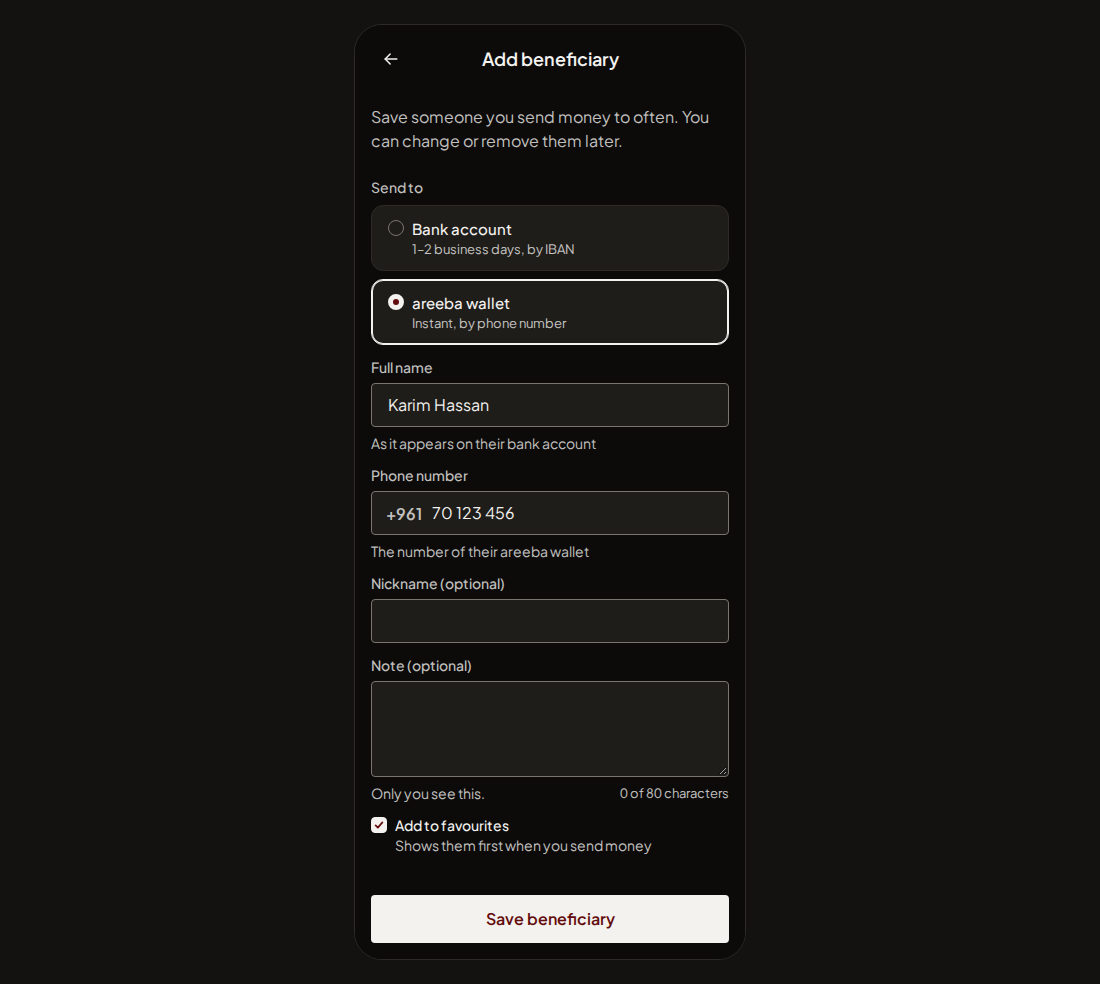 Add beneficiary
Save someone you send money to often. You
can change or remove them later.
Send to
Bank account
1–2 business days, by IBAN
areeba wallet
Instant, by phone number
Full name
Karim Hassan
As it appears on their bank account
Phone number
+961 70 123 456
The number of their areeba wallet
Nickname (optional)
Note (optional)
Only you see this. 0 of 80 characters
Add to favourites
Shows them first when you send money
Save beneficiary